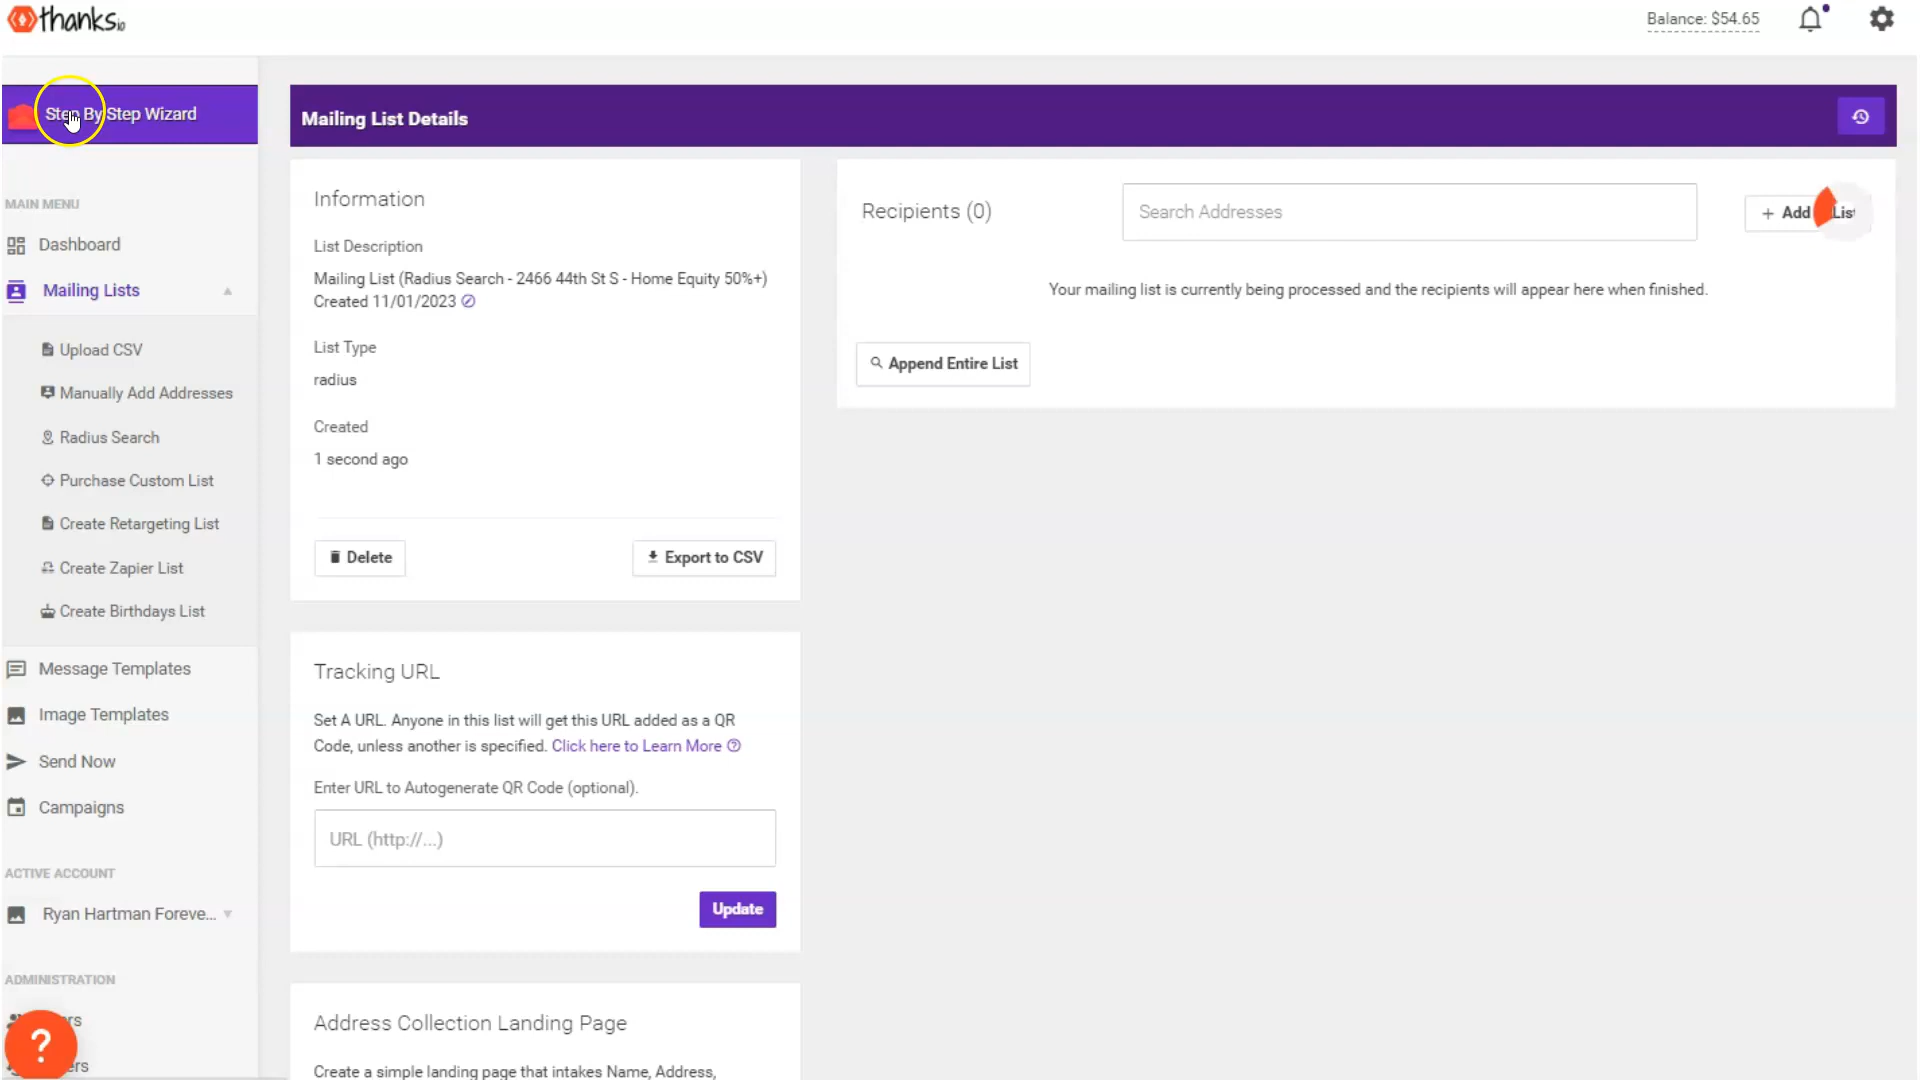 thanks.io
Balance: $54.65
Step By Step Wizard
MAIN MENU
Dashboard
Mailing Lists
Upload CSV
Manually Add Addresses
Radius Search
Purchase Custom List
Create Retargeting List
Create Zapier List
Create Birthdays List
Message Templates
Image Templates
Send Now
Campaigns
ACTIVE ACCOUNT
Ryan Hartman Foreve...
ADMINISTRATION
?
Mailing List Details
Information
List Description
Mailing List (Radius Search - 2466 44th St S - Home Equity 50%+)
Created 11/01/2023
List Type
radius
Created
1 second ago
Delete
Export to CSV
Tracking URL
Set A URL. Anyone in this list will get this URL added as a QR
Code, unless another is specified. Click here to Learn More
Enter URL to Autogenerate QR Code (optional).
URL (http://...)
Update
Address Collection Landing Page
Create a simple landing page that intakes Name, Address,
Recipients (0)
Search Addresses
+ Add
Your mailing list is currently being processed and the recipients will appear here when finished.
Append Entire List